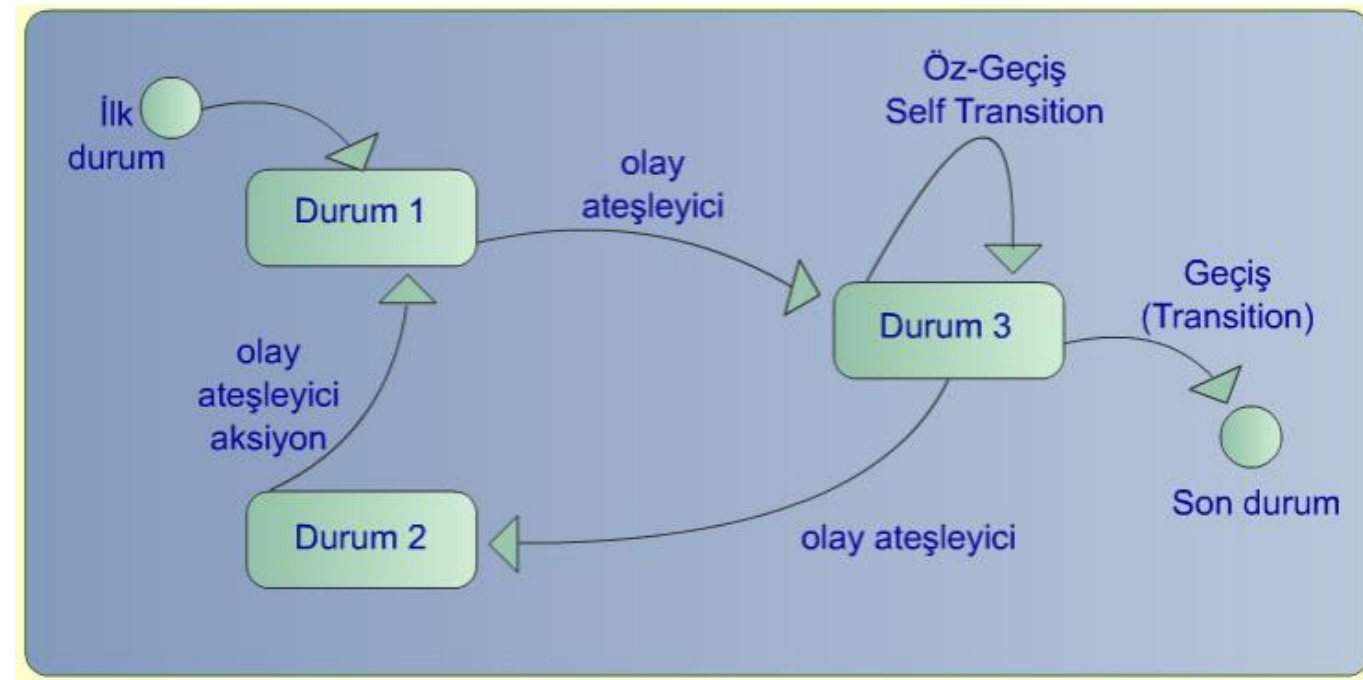 İlk
durum
Durum 1
olay
ateşleyici
Öz-Geçiş
Self Transition
Durum 3
Geçiş
(Transition)
Son durum
olay
ateşleyici
aksiyon
Durum 2
olay ateşleyici